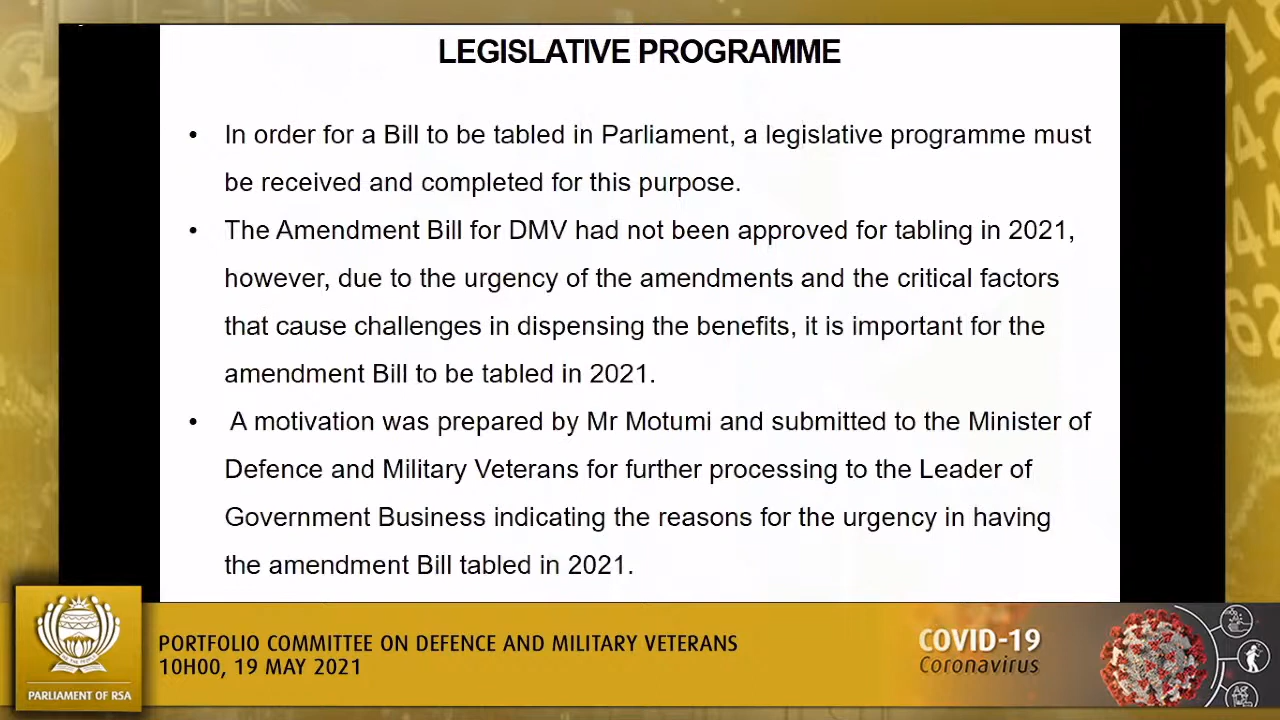 LEGISLATIVE PROGRAMME
• In order for a Bill to be tabled in Parliament, a legislative programme must
be received and completed for this purpose.
• The Amendment Bill for DMV had not been approved for tabling in 2021,
however, due to the urgency of the amendments and the critical factors
that cause challenges in dispensing the benefits, it is important for the
amendment Bill to be tabled in 2021.
• A motivation was prepared by Mr Motumi and submitted to the Minister of
Defence and Military Veterans for further processing to the Leader of
Government Business indicating the reasons for the urgency in having
the amendment Bill tabled in 2021.
PORTFOLIO COMMITTEE ON DEFENCE AND MILITARY VETERANS
10H00, 19 MAY 2021
PARLIAMENT OF RSA
COVID-19
Coronavirus